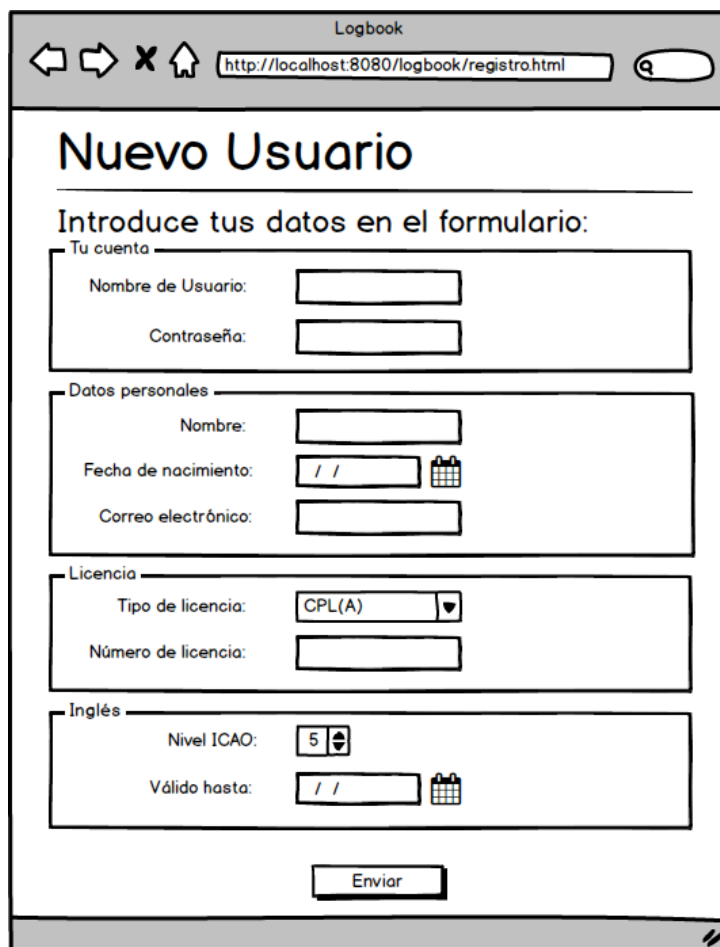 Logbook
http://localhost:8080/logbook/registro.html
Nuevo Usuario
Introduce tus datos en el formulario:
Tu cuenta
Nombre de Usuario:
Contraseña:
Datos personales
Nombre:
Fecha de nacimiento: / /
Correo electrónico:
Licencia
Tipo de licencia: CPL(A)
Número de licencia:
Inglés
Nivel ICAO: 5
Válido hasta: / /
Enviar